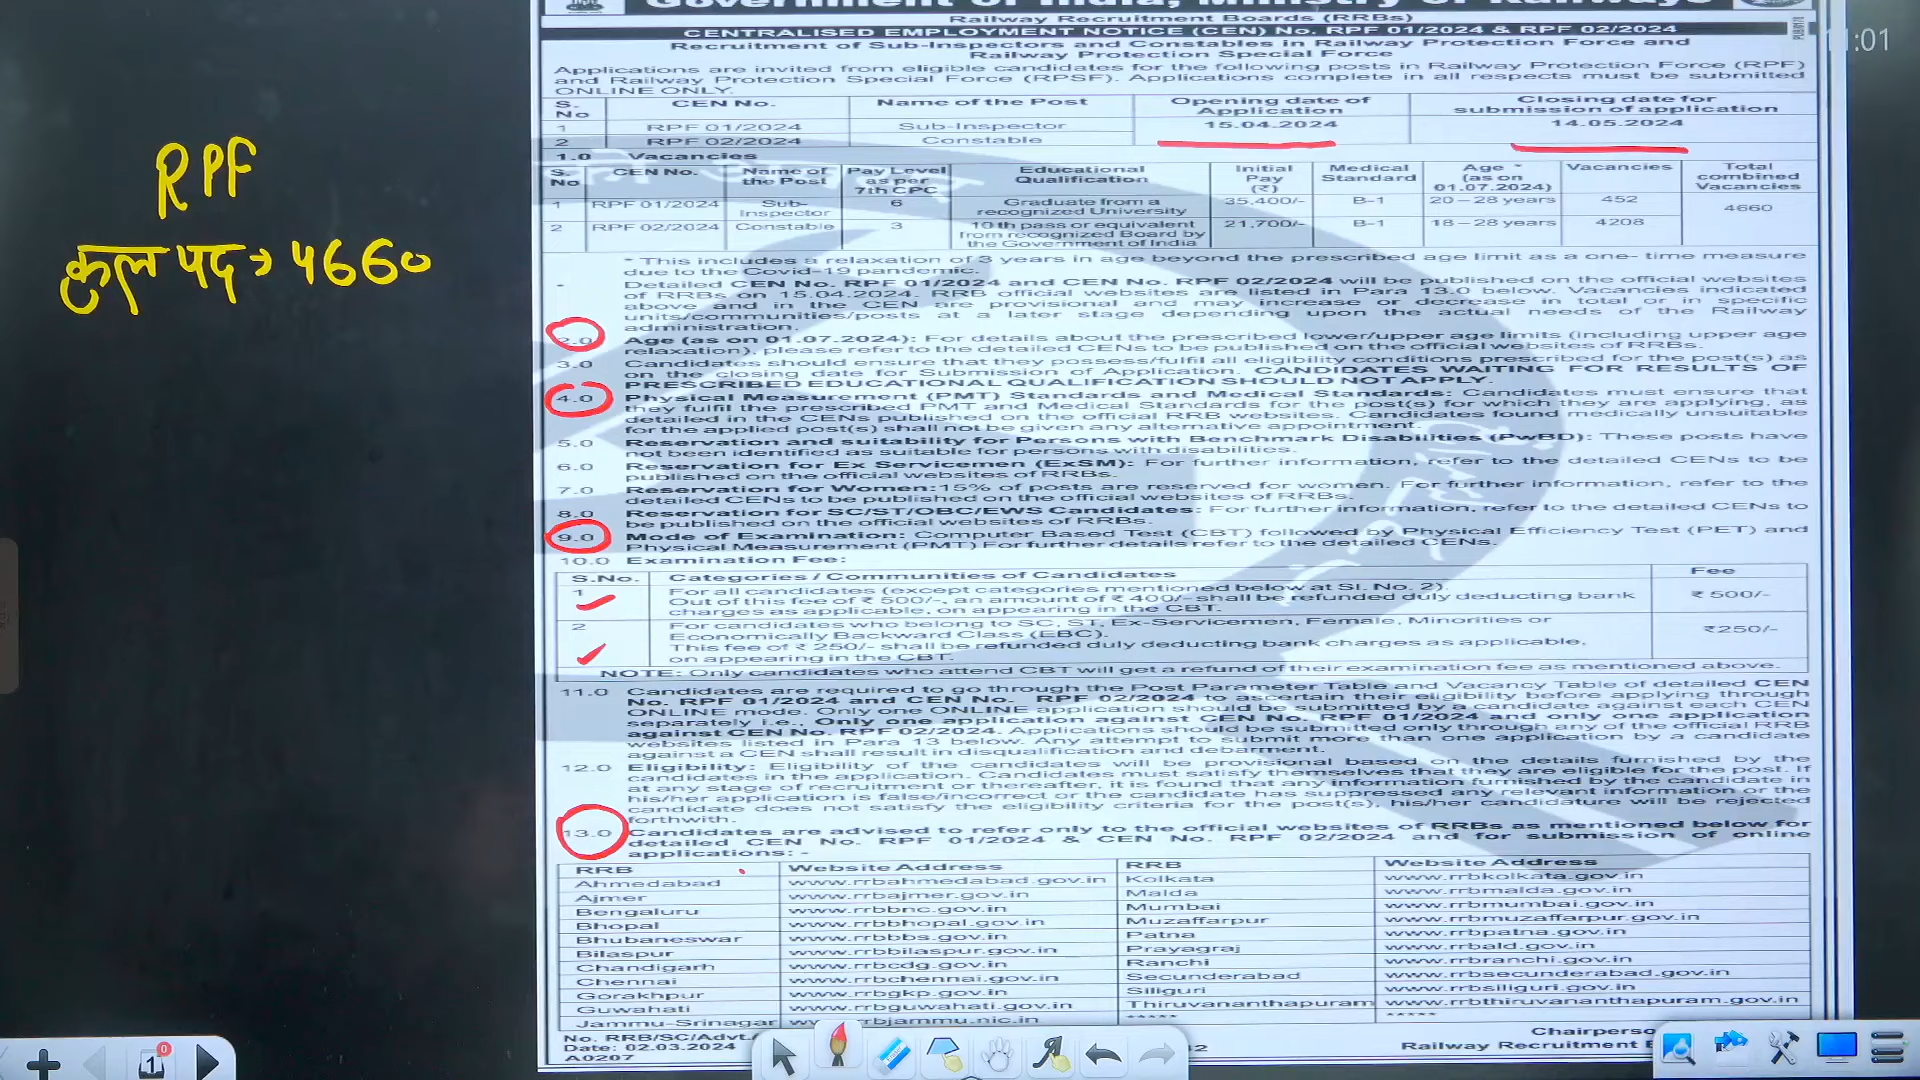 Government of India, Ministry of Railways
Railway Recruitment Boards (RRBs)
CENTRALISED EMPLOYMENT NOTICE (CEN) No. RPF 01/2024 & RPF 02/2024
Recruitment of Sub-Inspectors and Constables in Railway Protection Force and
Railway Protection Special Force
11:01
Applications are invited from eligible candidates for the following posts in Railway Protection Force (RPF)
and Railway Protection Special Force (RPSF). Applications complete in all respects must be submitted
ONLINE ONLY.
S. No CEN No. Name of the Post Opening date of Application Closing date for submission of application
1 RPF 01/2024 Sub-Inspector 15.04.2024 14.05.2024
2 RPF 02/2024 Constable
1.0 Vacancies
S. No. CEN No. Name of the Post Pay Level as per 7th CPC Educational Qualification Initial Pay (₹) Medical Standard Age * (as on 01.07.2024) Vacancies Total combined Vacancies
1 RPF 01/2024 Sub-Inspector 6 Graduate from a recognized University 35,400/- B-1 20 – 28 years 452 4660
2 RPF 02/2024 Constable 3 10th pass or equivalent from recognized Board by the Government of India 21,700/- B-1 18 – 28 years 4208
RPF
कुल पद → 4660
* This includes a relaxation of 3 years in age beyond the prescribed age limit as a one- time measure
due to the Covid-19 pandemic.
- Detailed CEN No. RPF 01/2024 and CEN No. RPF 02/2024 will be published on the official websites
of RRBs on 15.04.2024. RRB official websites are listed in Para 13.0 below. Vacancies indicated
above and in the CEN are provisional and may increase or decrease in total or in specific
units/communities/posts at a later stage depending upon the actual needs of the Railway
administration.
2.0 Age (as on 01.07.2024): For details about the prescribed lower/upper age limits (including upper age
relaxation), please refer to the detailed CENs to be published on the official websites of RRBs.
3.0 Candidates should ensure that they possess/fulfil all eligibility conditions prescribed for the post(s) as
on the closing date for Submission of Application. CANDIDATES WAITING FOR RESULTS OF
PRESCRIBED EDUCATIONAL QUALIFICATION SHOULD NOT APPLY.
4.0 Physical Measurement (PMT) Standards and Medical Standards: Candidates must ensure that
they fulfil the prescribed PMT and Medical Standards for the post(s) for which they are applying, as
detailed in the CENs published on the official RRB websites. Candidates found medically unsuitable
for the applied post(s) shall not be given any alternative appointment.
5.0 Reservation and suitability for Persons with Benchmark Disabilities (PwBD): These posts have
not been identified as suitable for persons with disabilities.
6.0 Reservation for Ex Servicemen (ExSM): For further information, refer to the detailed CENs to be
published on the official websites of RRBs.
7.0 Reservation for Women: 15% of posts are reserved for women. For further information, refer to the
detailed CENs to be published on the official websites of RRBs.
8.0 Reservation for SC/ST/OBC/EWS Candidates: For further information, refer to the detailed CENs to
be published on the official websites of RRBs.
9.0 Mode of Examination: Computer Based Test (CBT) followed by Physical Efficiency Test (PET) and
Physical Measurement (PMT) For further details refer to the detailed CENs.
10.0 Examination Fee:
S.No. Categories / Communities of Candidates Fee
1 For all candidates (except categories mentioned below at Sl. No. 2).
Out of this fee of ₹ 500/-, an amount of ₹ 400/- shall be refunded duly deducting bank ₹ 500/-
charges as applicable, on appearing in the CBT.
2 For candidates who belong to SC, ST, Ex-Servicemen, Female, Minorities or
Economically Backward Class (EBC). ₹250/-
This fee of ₹ 250/- shall be refunded duly deducting bank charges as applicable,
on appearing in the CBT.
NOTE: Only candidates who attend CBT will get a refund of their examination fee as mentioned above.
11.0 Candidates are required to go through the Post Parameter Table and Vacancy Table of detailed CEN
No. RPF 01/2024 and CEN No. RPF 02/2024 to ascertain their eligibility before applying through
ONLINE mode. Only one ONLINE application should be submitted by a candidate against each CEN
separately i.e., Only one application against CEN No. RPF 01/2024 and only one application
against CEN No. RPF 02/2024. Applications should be submitted only through any of the official RRB
websites listed in Para 13 below. Any attempt to submit more than one application by a candidate
against a CEN shall result in disqualification and debarment.
12.0 Eligibility: Eligibility of the candidates will be provisional based on the details furnished by the
candidates in the application. Candidates must satisfy themselves that they are eligible for the post. If
at any stage of recruitment or thereafter, it is found that any information furnished by the candidate in
his/her application is false/incorrect or the candidate has suppressed any relevant information or the
candidate does not satisfy the eligibility criteria for the post(s), his/her candidature will be rejected
forthwith.
13.0 Candidates are advised to refer only to the official websites of RRBs as mentioned below for
detailed CEN No. RPF 01/2024 & CEN No. RPF 02/2024 and for submission of online
applications: -
RRB Website Address RRB Website Address
Ahmedabad www.rrbahmedabad.gov.in Kolkata www.rrbkolkata.gov.in
Ajmer www.rrbajmer.gov.in Malda www.rrbmalda.gov.in
Bengaluru www.rrbbnc.gov.in Mumbai www.rrbmumbai.gov.in
Bhopal www.rrbbhopal.gov.in Muzaffarpur www.rrbmuzaffarpur.gov.in
Bhubaneswar www.rrbbbs.gov.in Patna www.rrbpatna.gov.in
Bilaspur www.rrbbilaspur.gov.in Prayagraj www.rrbald.gov.in
Chandigarh www.rrbcdg.gov.in Ranchi www.rrbranchi.gov.in
Chennai www.rrbchennai.gov.in Secunderabad www.rrbsecunderabad.gov.in
Gorakhpur www.rrbgkp.gov.in Siliguri www.rrbsiliguri.gov.in
Guwahati www.rrbguwahati.gov.in Thiruvananthapuram www.rrbthiruvananthapuram.gov.in
Jammu-Srinagar www.rrbjammu.nic.in ***** *****
No. RRB/SC/Advt.
Date: 02.03.2024
A0207
Railway Recruitment
1 0